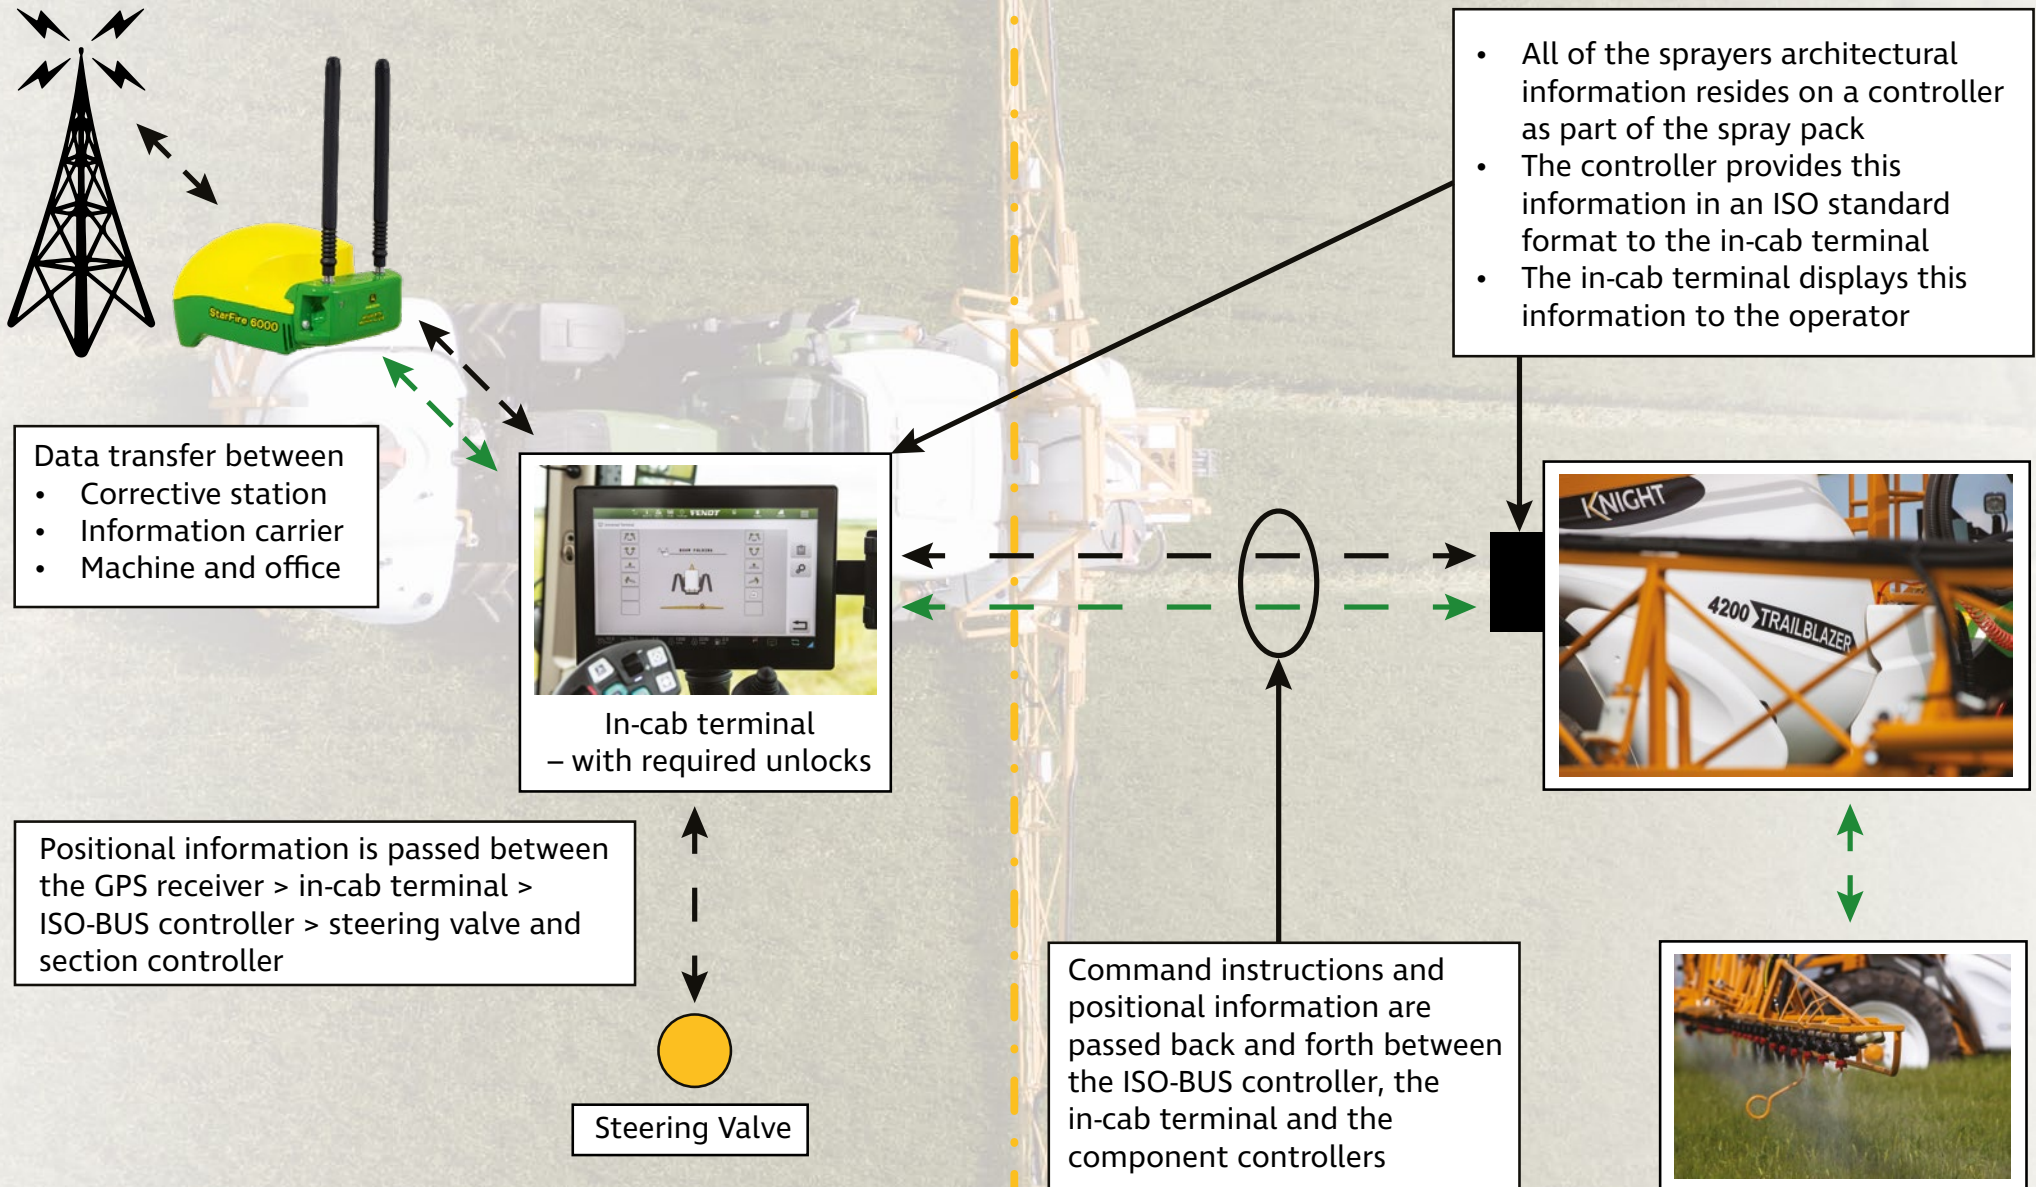 StarFire 6000
Data transfer between
• Corrective station
• Information carrier
• Machine and office
• All of the sprayers architectural
information resides on a controller
as part of the spray pack
• The controller provides this
information in an ISO standard
format to the in-cab terminal
• The in-cab terminal displays this
information to the operator
FENDT
BOOM FOLDING
In-cab terminal
– with required unlocks
KNIGHT
4200 TRAILBLAZER
Positional information is passed between
the GPS receiver > in-cab terminal >
ISO-BUS controller > steering valve and
section controller
Steering Valve
Command instructions and
positional information are
passed back and forth between
the ISO-BUS controller, the
in-cab terminal and the
component controllers